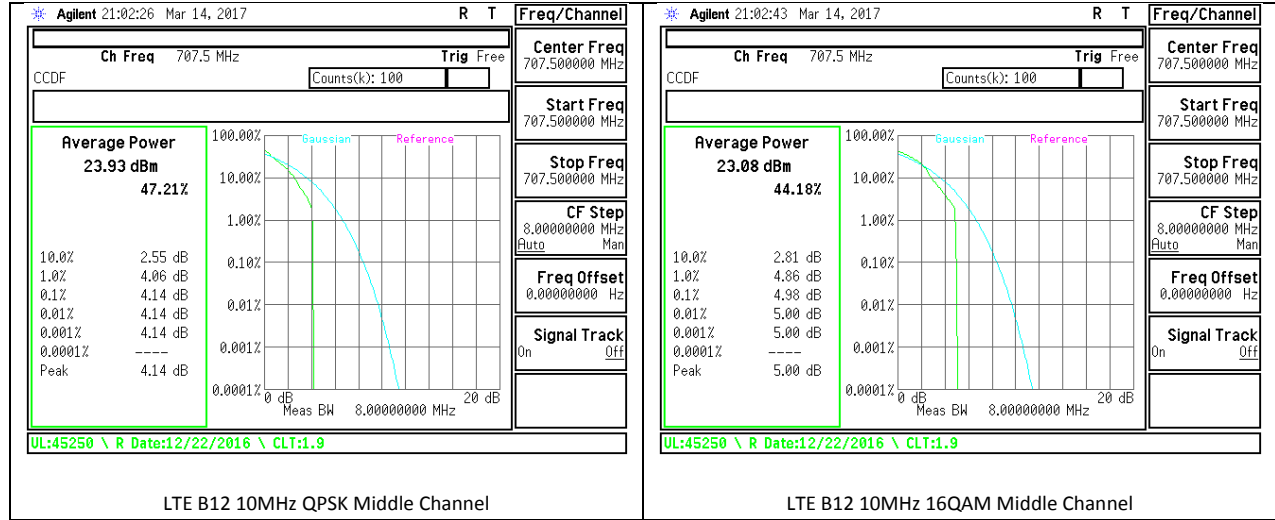 Agilent 21:02:26 Mar 14, 2017 R T
Freq/Channel
Ch Freq 707.5 MHz Trig Free
CCDF Counts(k): 100
Average Power
23.93 dBm
47.21%
10.0% 2.55 dB
1.0% 4.06 dB
0.1% 4.14 dB
0.01% 4.14 dB
0.001% 4.14 dB
0.0001% ----
Peak 4.14 dB
Gaussian Reference
100.00%
10.00%
1.00%
0.10%
0.01%
0.001%
0.0001%
0 dB 20 dB
Meas BW 8.00000000 MHz
Center Freq
707.500000 MHz
Start Freq
707.500000 MHz
Stop Freq
707.500000 MHz
CF Step
8.00000000 MHz
Auto Man
Freq Offset
0.00000000 Hz
Signal Track
On Off
UL:45250 \ R Date:12/22/2016 \ CLT:1.9
LTE B12 10MHz QPSK Middle Channel
Agilent 21:02:43 Mar 14, 2017 R T
Freq/Channel
Ch Freq 707.5 MHz Trig Free
CCDF Counts(k): 100
Average Power
23.08 dBm
44.18%
10.0% 2.81 dB
1.0% 4.86 dB
0.1% 4.98 dB
0.01% 5.00 dB
0.001% 5.00 dB
0.0001% ----
Peak 5.00 dB
Gaussian Reference
100.00%
10.00%
1.00%
0.10%
0.01%
0.001%
0.0001%
0 dB 20 dB
Meas BW 8.00000000 MHz
Center Freq
707.500000 MHz
Start Freq
707.500000 MHz
Stop Freq
707.500000 MHz
CF Step
8.00000000 MHz
Auto Man
Freq Offset
0.00000000 Hz
Signal Track
On Off
UL:45250 \ R Date:12/22/2016 \ CLT:1.9
LTE B12 10MHz 16QAM Middle Channel